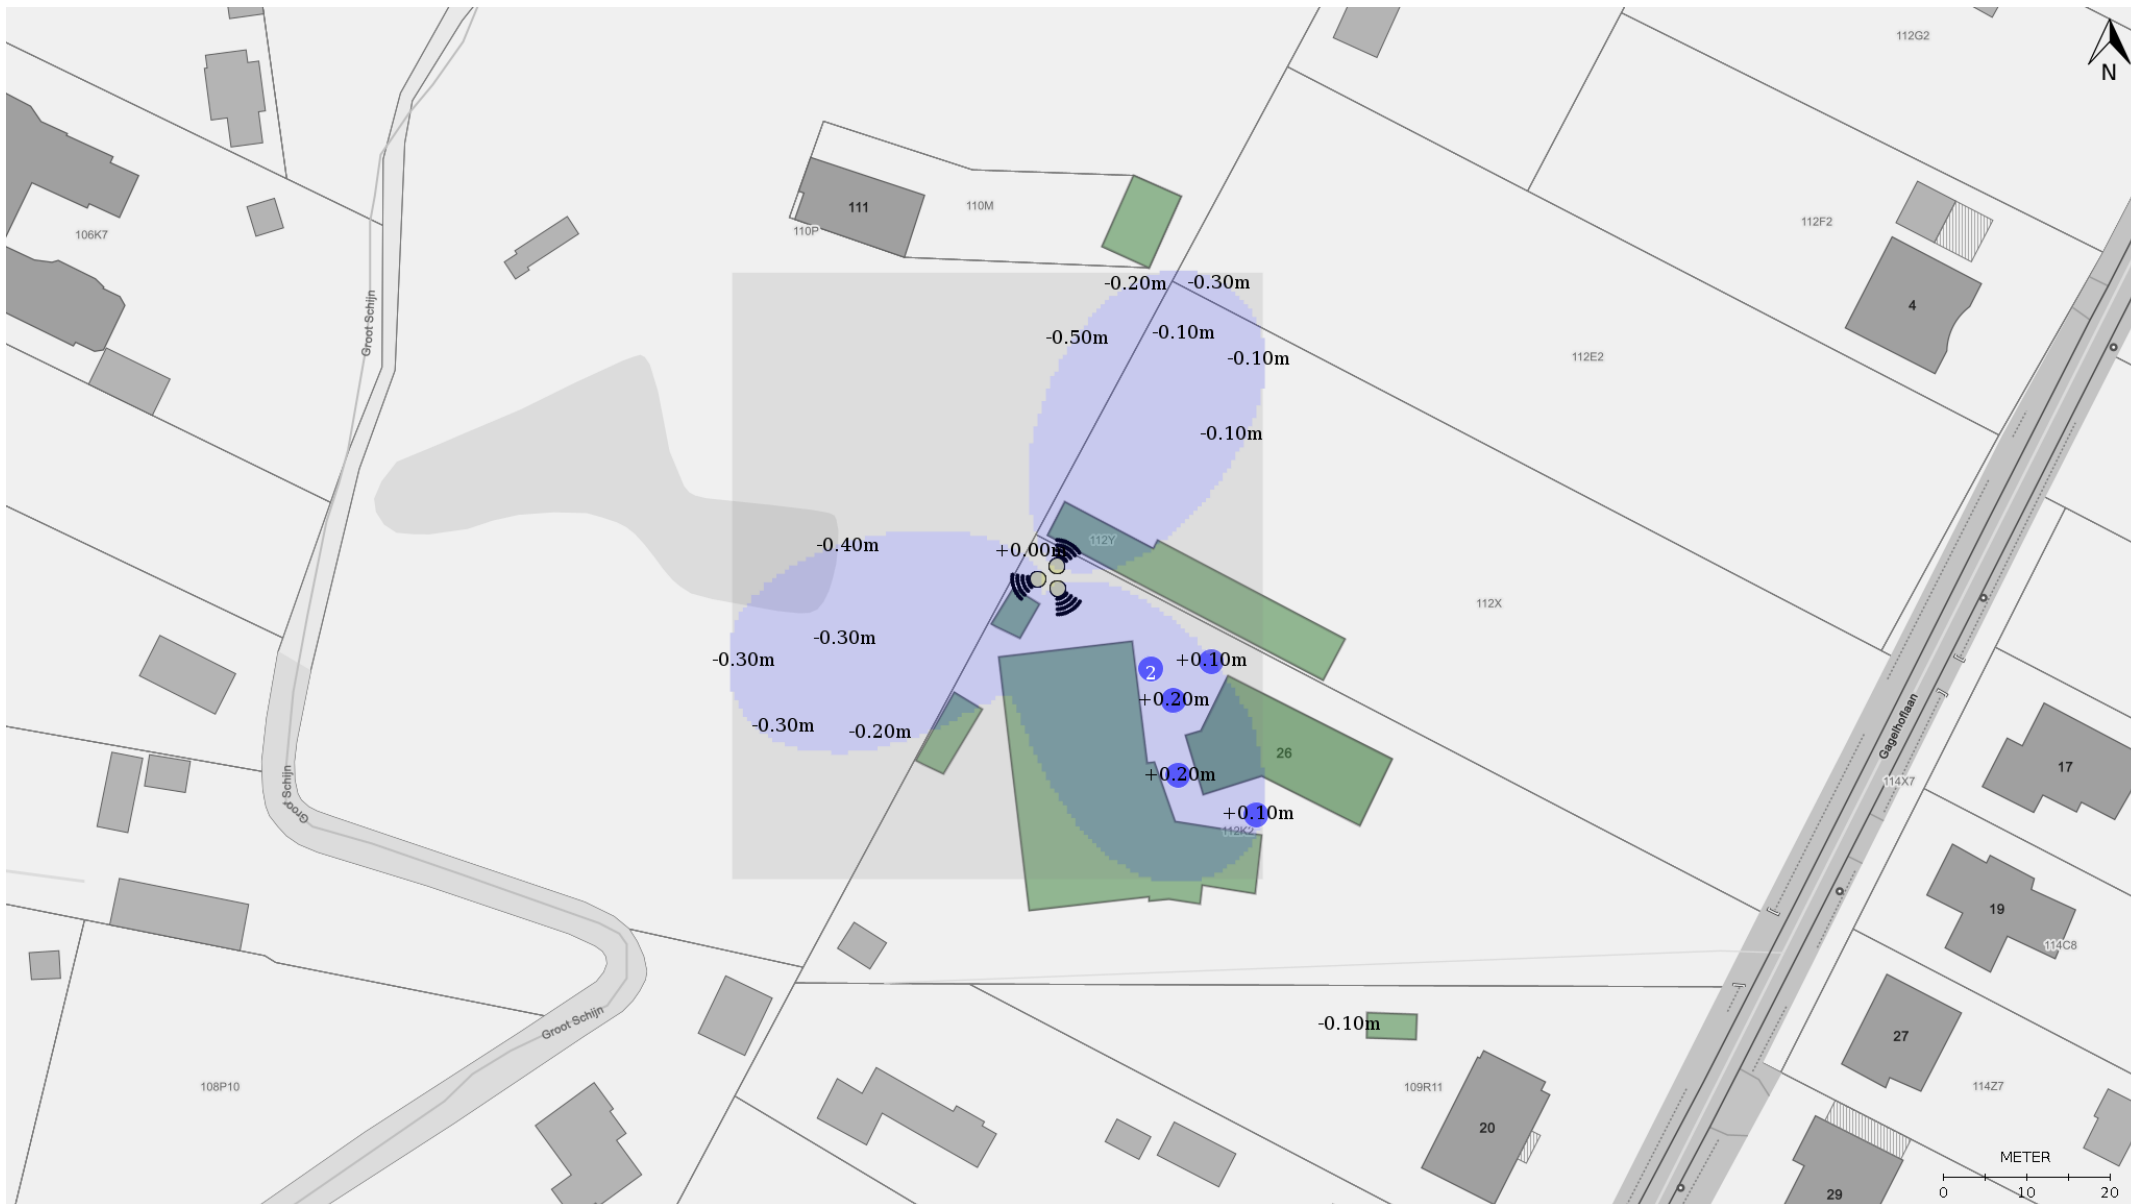 112G2
N
111
110M
110P
106K7
112F2
4
Groot Schijn
-0.20m
-0.30m
-0.50m
-0.10m
-0.10m
112E2
-0.10m
112Y
-0.40m
+0.00m
112X
-0.30m
-0.30m
+0.10m
2
+0.20m
-0.30m
-0.20m
26
Gagelhoflaan
17
+0.20m
114X7
Groot Schijn
+0.10m
112K2
19
114C8
Groot Schijn
-0.10m
27
108P10
109R11
114Z7
20
METER
29
0 10 20